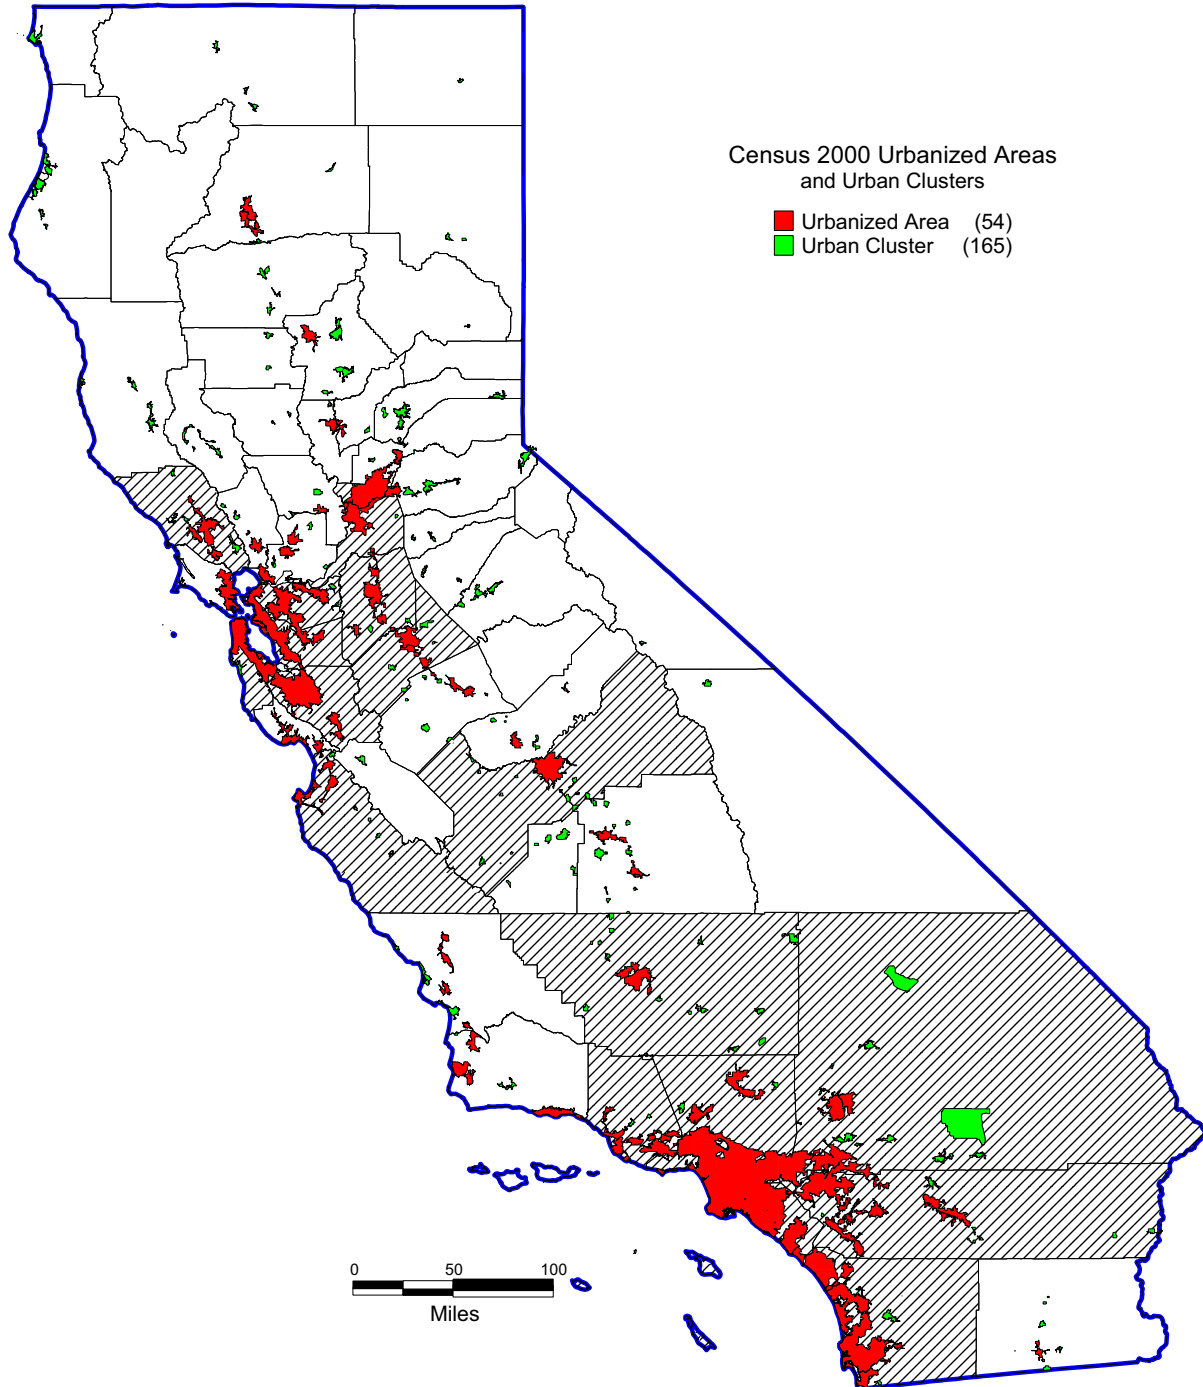 Census 2000 Urbanized Areas
and Urban Clusters
Urbanized Area (54)
Urban Cluster (165)
0 50 100
Miles